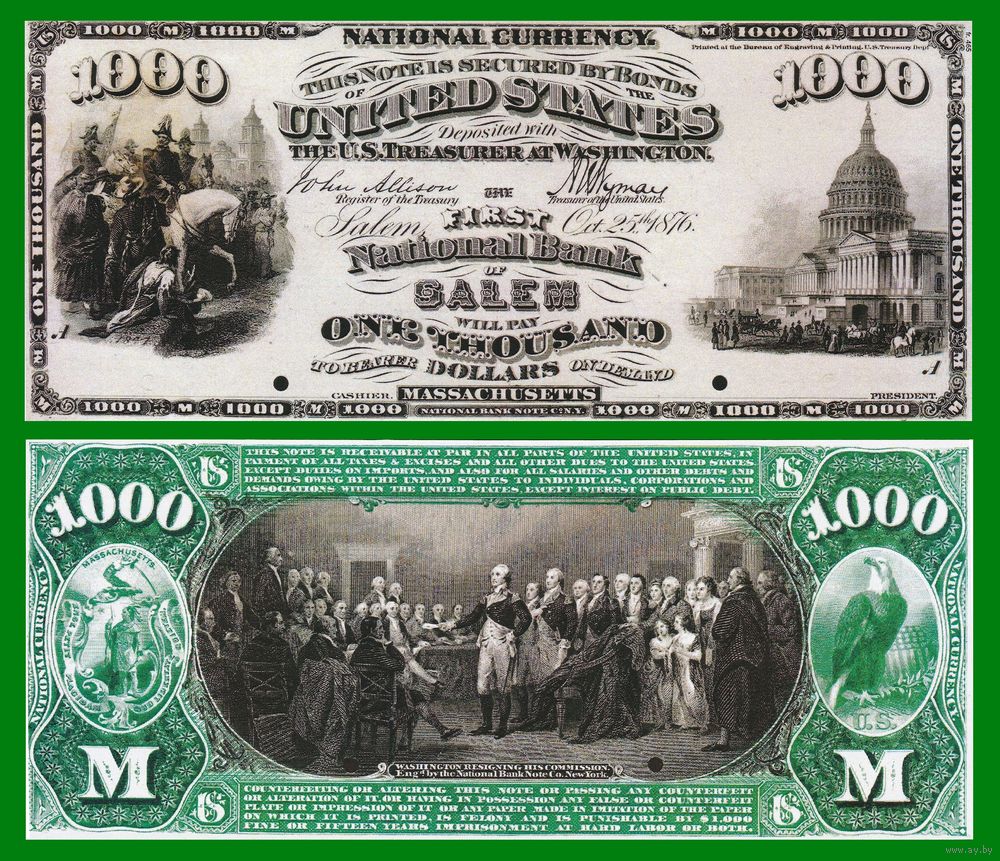 1000 M 1000 M
NATIONAL CURRENCY.
M 1000 M 1000
Printed at the Bureau of Engraving & Printing, U.S. Treasury Dept.
fr.465
1000
THIS NOTE IS SECURED BY BONDS
1000
OF THE
UNITED STATES
Deposited with
THE U.S. TREASURER AT WASHINGTON.
John Allison
Register of the Treasury
THE
Treasurer of the United States.
Salem, FIRST Oct. 25th 1876.
National Bank
OF
SALEM
WILL PAY
ONE THOUSAND
TO BEARER DOLLARS ON DEMAND
A
A
M ONE THOUSAND M
M ONE THOUSAND M
CASHIER. MASSACHUSETTS PRESIDENT.
1000 M 1000 M 1000
NATIONAL BANK NOTE CO. N.Y.
1000 M 1000 M 1000
THIS NOTE IS RECEIVABLE AT PAR IN ALL PARTS OF THE UNITED STATES, IN
PAYMENT OF ALL TAXES & EXCISES AND ALL OTHER DUES TO THE UNITED STATES
EXCEPT DUTIES ON IMPORTS, AND ALSO FOR ALL SALARIES AND OTHER DEBTS AND
DEMANDS OWING BY THE UNITED STATES TO INDIVIDUALS, CORPORATIONS AND
ASSOCIATIONS WITHIN THE UNITED STATES, EXCEPT INTEREST ON PUBLIC DEBT.
US
US
1000
1000
MASSACHUSETTS.
NATIONAL CURRENCY
NATIONAL CURRENCY
U.S.
M
M
WASHINGTON RESIGNING HIS COMMISSION.
Engd. by the National Bank Note Co. New York.
US
US
COUNTERFEITING OR ALTERING THIS NOTE OR PASSING ANY COUNTERFEIT
OR ALTERATION OF IT, OR HAVING IN POSSESSION ANY FALSE OR COUNTERFEIT
PLATE OR IMPRESSION OF IT OR ANY PAPER MADE IN IMITATION OF THE PAPER
ON WHICH IT IS PRINTED, IS FELONY AND IS PUNISHABLE BY $1,000
FINE OR FIFTEEN YEARS IMPRISONMENT AT HARD LABOR OR BOTH.
www.ay.by